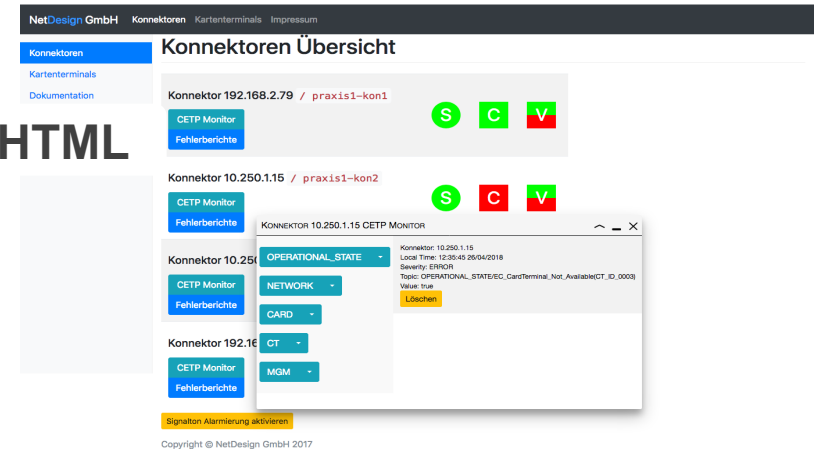 NetDesign GmbH Konnektoren Kartenterminals Impressum
Konnektoren
Kartenterminals
Dokumentation
HTML
Konnektoren Übersicht
Konnektor 192.168.2.79 / praxis1-kon1
CETP Monitor
Fehlerberichte
S C V
Konnektor 10.250.1.15 / praxis1-kon2
CETP Monitor
Fehlerberichte
S C V
Konnektor 10.250
CETP Monitor
Fehlerberichte
Konnektor 192.16
CETP Monitor
Fehlerberichte
Konnektor 10.250.1.15 CETP Monitor
OPERATIONAL_STATE
NETWORK
CARD
CT
MGM
Konnektor: 10.250.1.15
Local Time: 12:35:45 26/04/2018
Severity: ERROR
Topic: OPERATIONAL_STATE/EC_CardTerminal_Not_Available(CT_ID_0003)
Value: true
Löschen
Signalton Alarmierung aktivieren
Copyright © NetDesign GmbH 2017